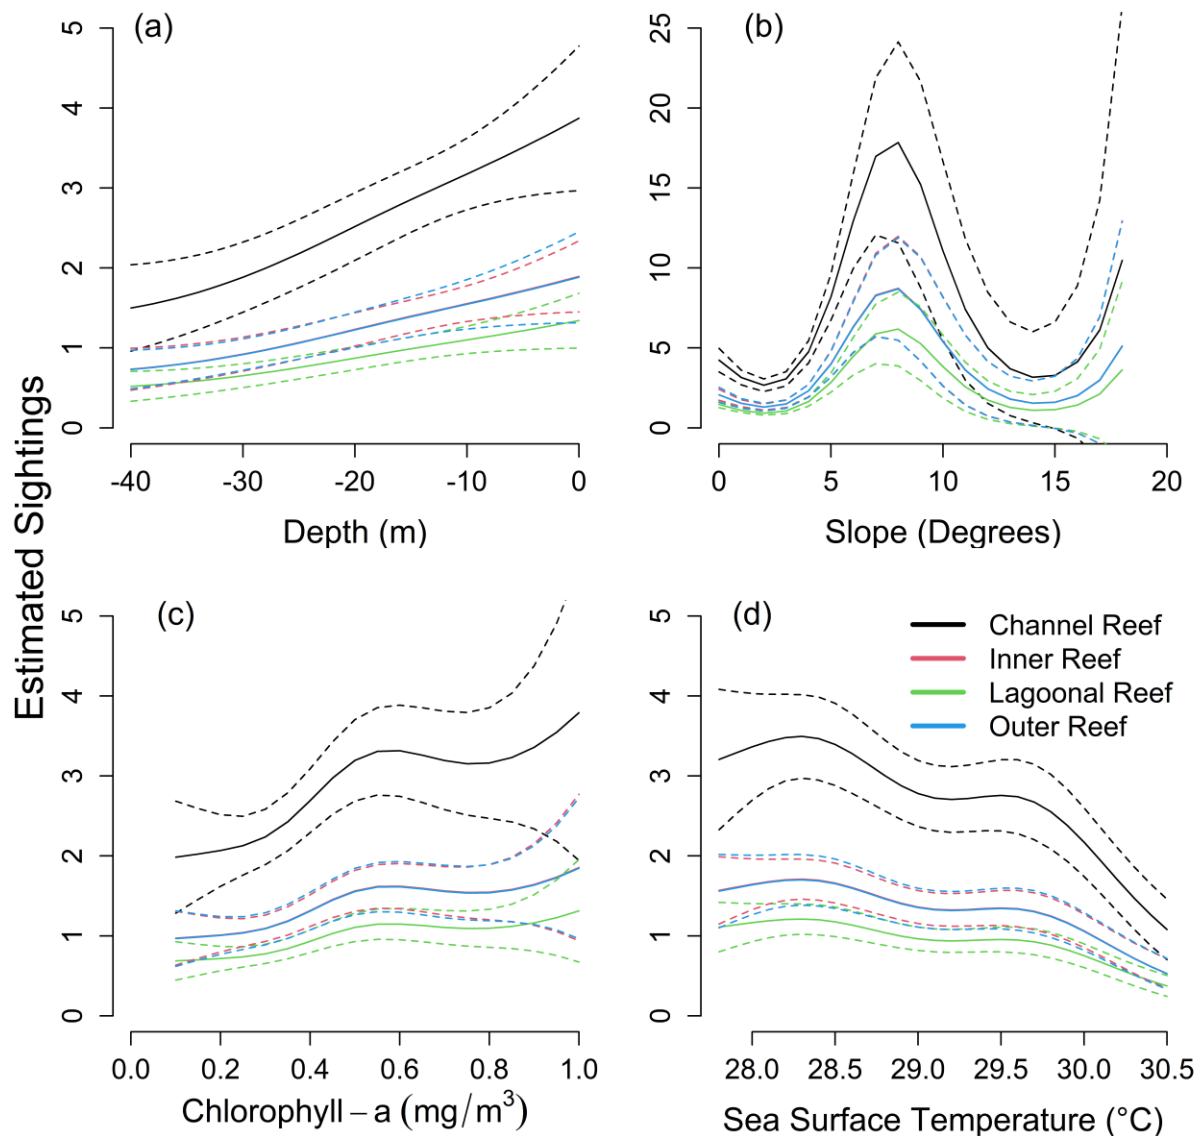 Estimated Sightings
(a)
5
4
3
2
1
0
-40 -30 -20 -10 0
Depth (m)
(b)
25
20
15
10
5
0
0 5 10 15 20
Slope (Degrees)
(c)
5
4
3
2
1
0
0.0 0.2 0.4 0.6 0.8 1.0
Chlorophyll – a (mg/m³)
(d)
Channel Reef
Inner Reef
Lagoonal Reef
Outer Reef
5
4
3
2
1
0
28.0 28.5 29.0 29.5 30.0 30.5
Sea Surface Temperature (°C)